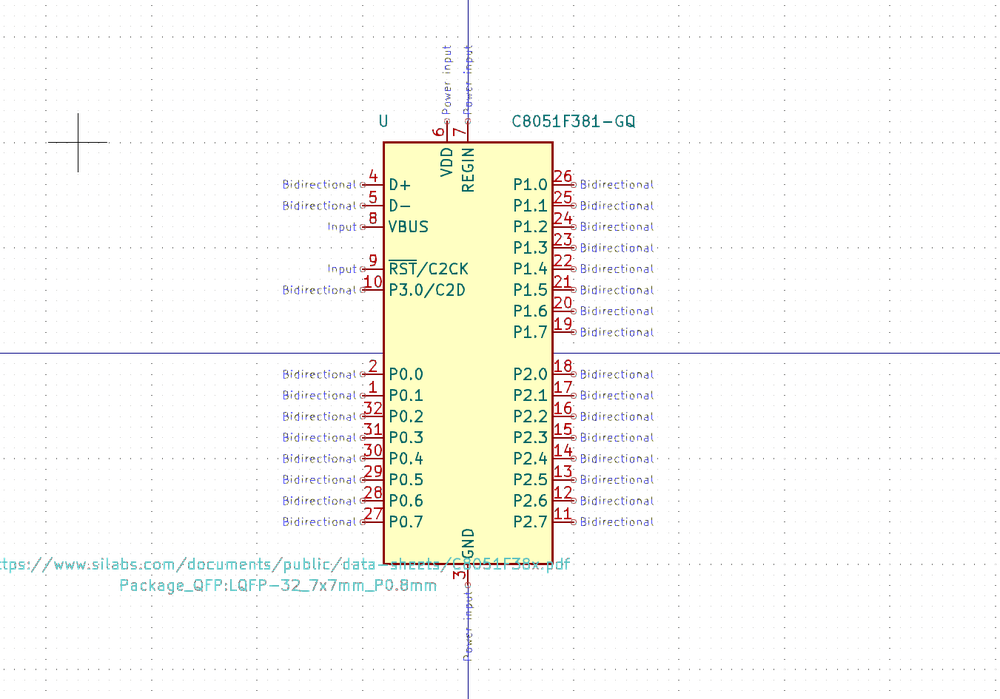 Power input Power input
U C8051F381-GQ
6 7
VDD REGIN
Bidirectional 4 D+ P1.0 26 Bidirectional
Bidirectional 5 D- P1.1 25 Bidirectional
Input 8 VBUS P1.2 24 Bidirectional
P1.3 23 Bidirectional
Input 9 RST/C2CK P1.4 22 Bidirectional
Bidirectional 10 P3.0/C2D P1.5 21 Bidirectional
P1.6 20 Bidirectional
P1.7 19 Bidirectional
Bidirectional 2 P0.0 P2.0 18 Bidirectional
Bidirectional 1 P0.1 P2.1 17 Bidirectional
Bidirectional 32 P0.2 P2.2 16 Bidirectional
Bidirectional 31 P0.3 P2.3 15 Bidirectional
Bidirectional 30 P0.4 P2.4 14 Bidirectional
Bidirectional 29 P0.5 P2.5 13 Bidirectional
Bidirectional 28 P0.6 P2.6 12 Bidirectional
Bidirectional 27 P0.7 P2.7 11 Bidirectional
GND
ttps://www.silabs.com/documents/public/data-sheets/C8051F38x.pdf
3
Package_QFP:LQFP-32_7x7mm_P0.8mm
Power input